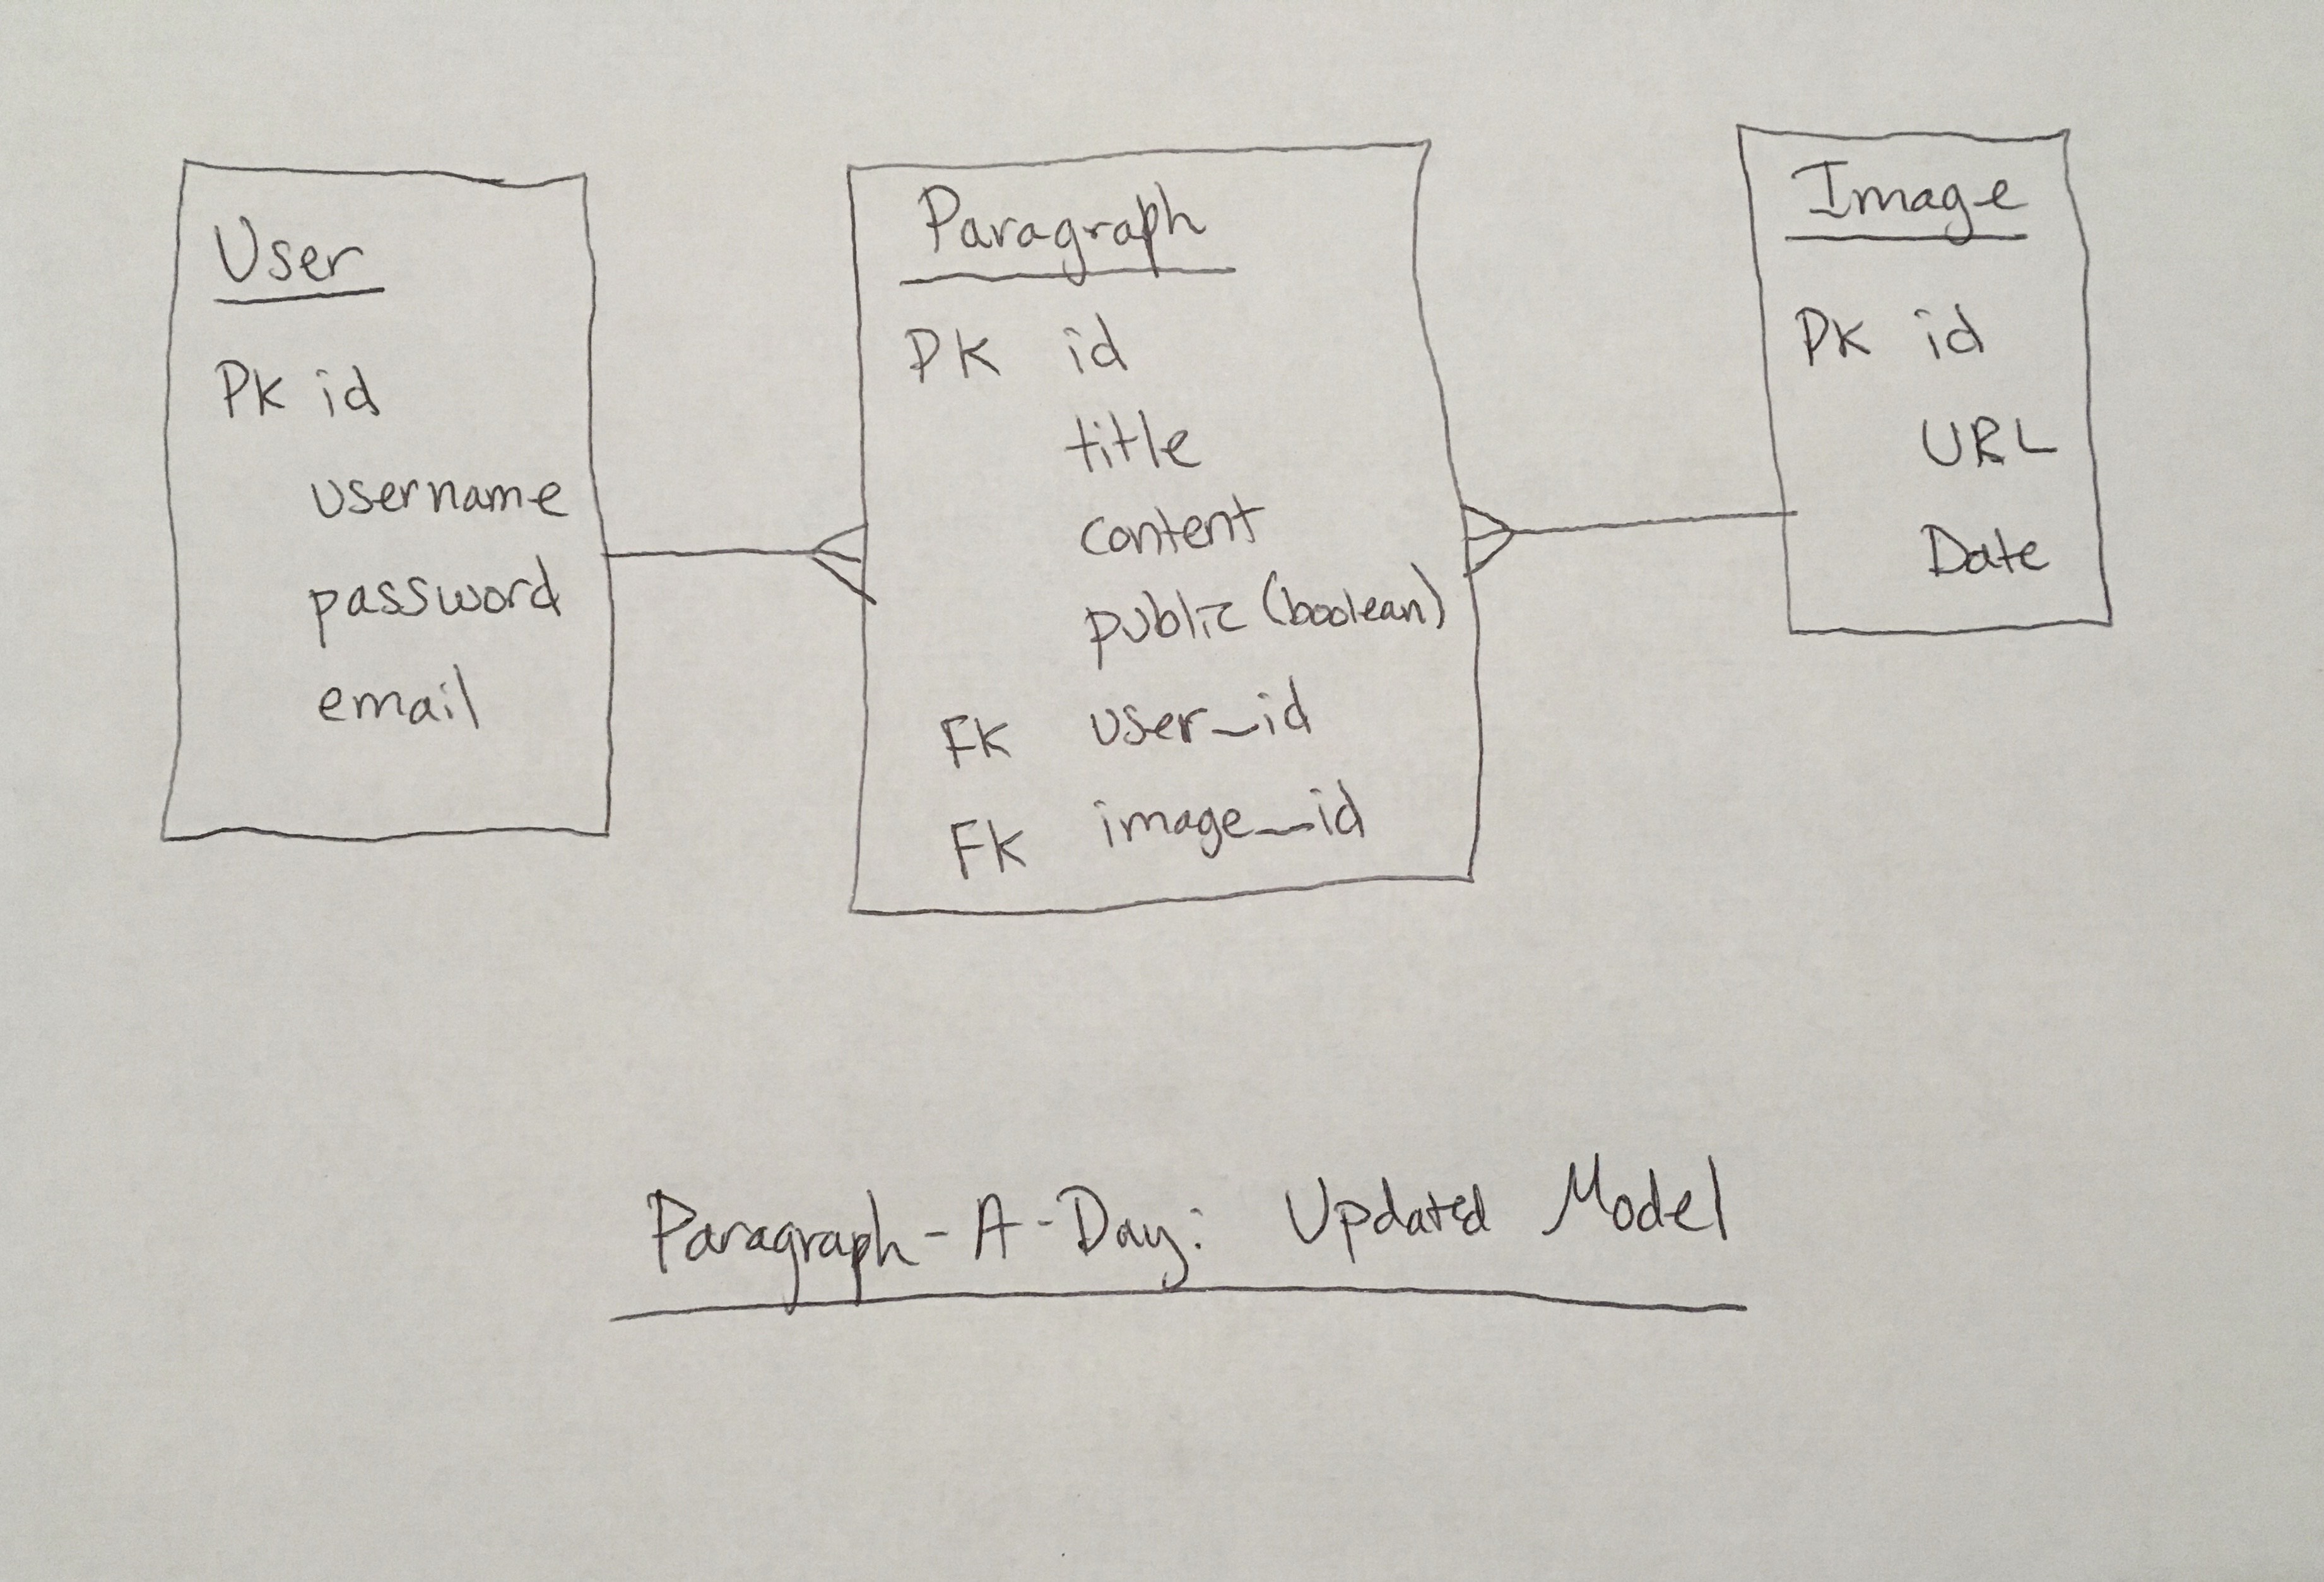 User
PK id
username
password
email
Paragraph
PK id
title
content
public (boolean)
FK user_id
FK image_id
Image
PK id
URL
Date
Paragraph-A-Day: Updated Model